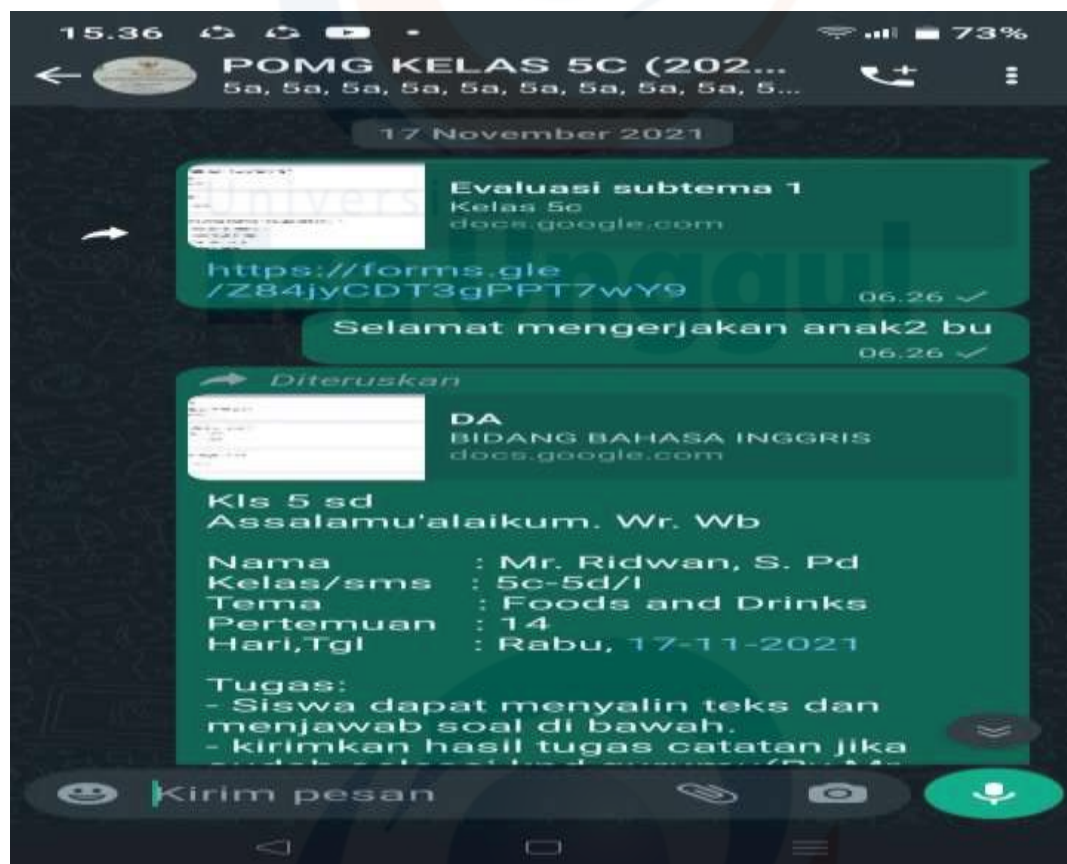 15.36 73%
POMG KELAS 5C (202...
5a, 5a, 5a, 5a, 5a, 5a, 5a, 5a, 5a, 5...
17 November 2021
Evaluasi subtema 1
Kelas 5c
docs.google.com
https://forms.gle
/Z84jyCDT3gPPT7wY9
06.26
Selamat mengerjakan anak2 bu
06.26
Diteruskan
DA
BIDANG BAHASA INGGRIS
docs.google.com
Kls 5 sd
Assalamu'alaikum. Wr. Wb
Nama : Mr. Ridwan, S. Pd
Kelas/sms : 5c-5d/I
Tema : Foods and Drinks
Pertemuan : 14
Hari,Tgl : Rabu, 17-11-2021
Tugas:
- Siswa dapat menyalin teks dan
menjawab soal di bawah.
- kirimkan hasil tugas catatan jika
Kirim pesan